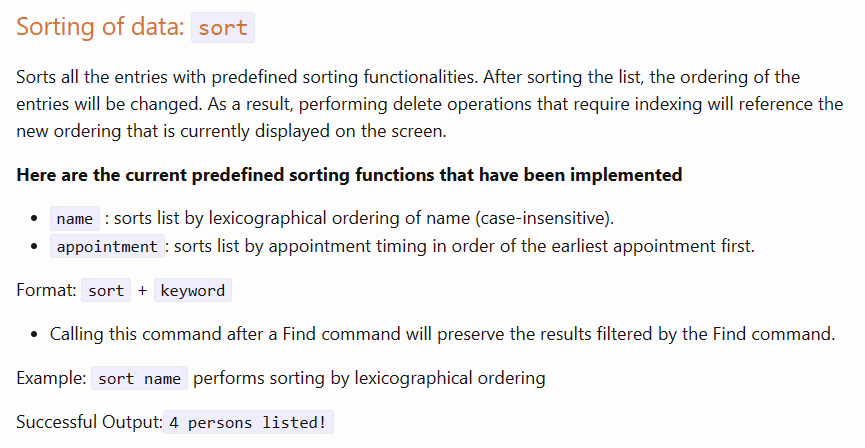 Sorting of data: sort
Sorts all the entries with predefined sorting functionalities. After sorting the list, the ordering of the
entries will be changed. As a result, performing delete operations that require indexing will reference the
new ordering that is currently displayed on the screen.
Here are the current predefined sorting functions that have been implemented
• name : sorts list by lexicographical ordering of name (case-insensitive).
• appointment : sorts list by appointment timing in order of the earliest appointment first.
Format: sort + keyword
• Calling this command after a Find command will preserve the results filtered by the Find command.
Example: sort name performs sorting by lexicographical ordering
Successful Output: 4 persons listed!